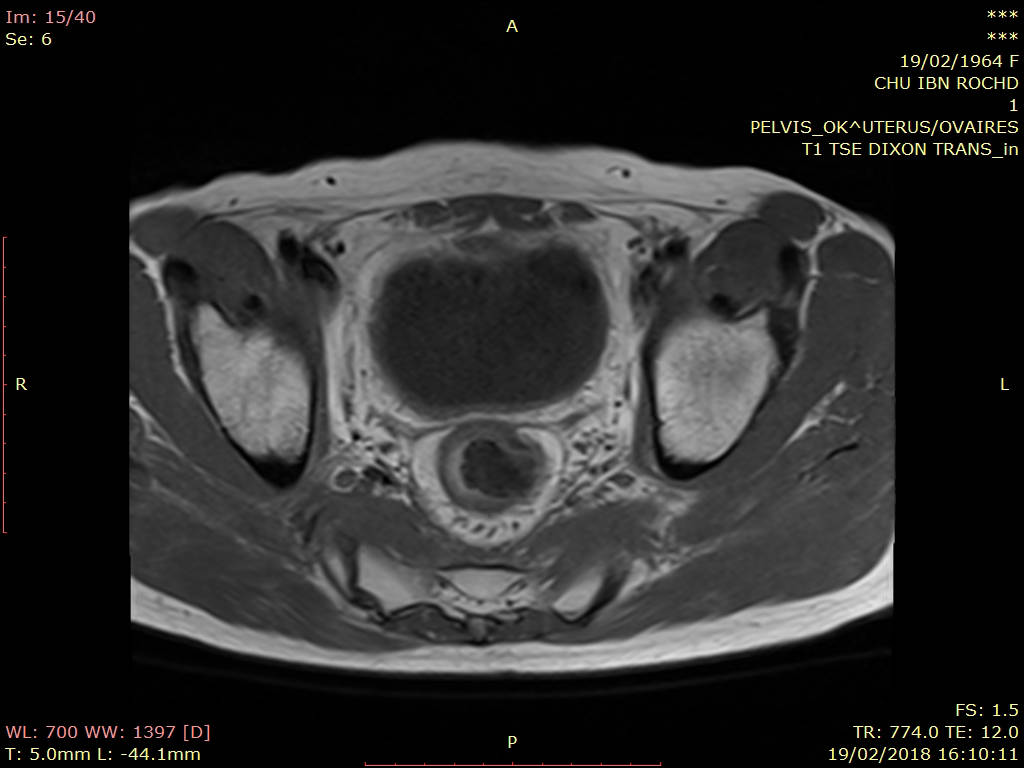 Im: 15/40
Se: 6
A
***
***
19/02/1964 F
CHU IBN ROCHD
1
PELVIS_OK^UTERUS/OVAIRES
T1 TSE DIXON TRANS_in
R
L
WL: 700 WW: 1397 [D]
T: 5.0mm L: -44.1mm
P
FS: 1.5
TR: 774.0 TE: 12.0
19/02/2018 16:10:11